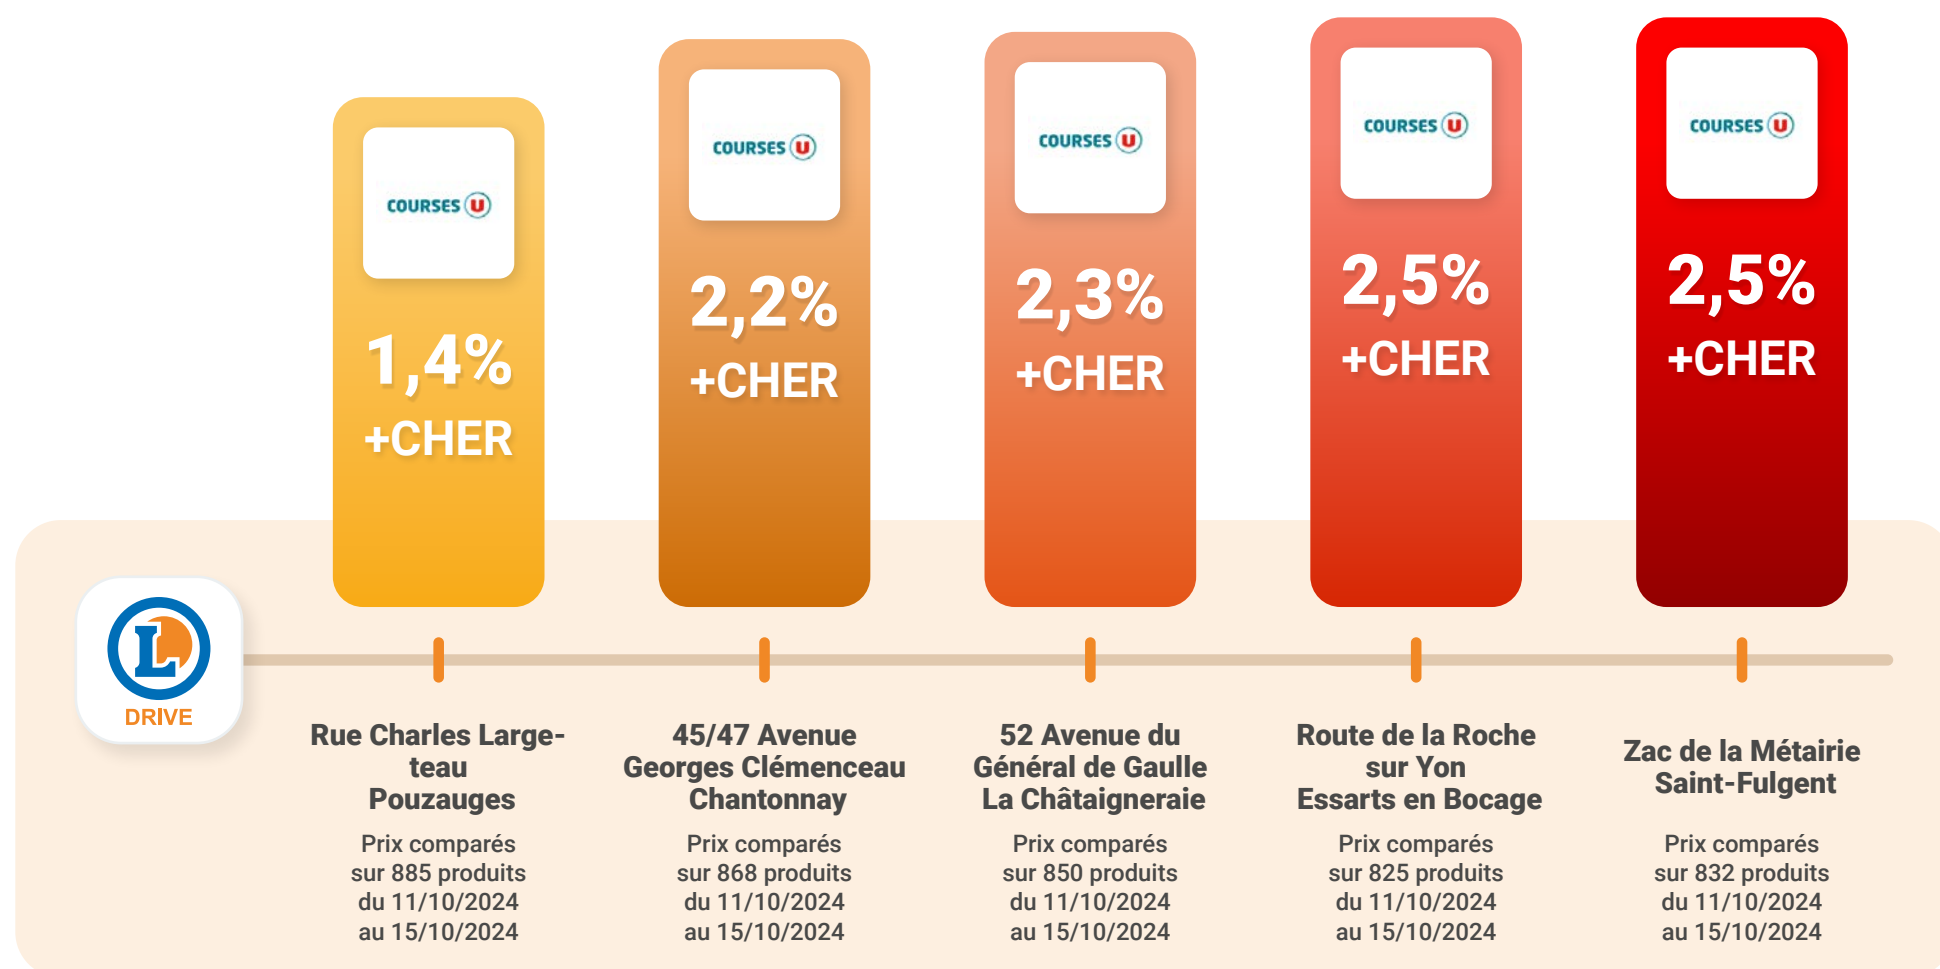 COURSES U
1,4%
+CHER
COURSES U
2,2%
+CHER
COURSES U
2,3%
+CHER
COURSES U
2,5%
+CHER
COURSES U
2,5%
+CHER
L
DRIVE
Rue Charles Large-
teau
Pouzauges
Prix comparés
sur 885 produits
du 11/10/2024
au 15/10/2024
45/47 Avenue
Georges Clémenceau
Chantonnay
Prix comparés
sur 868 produits
du 11/10/2024
au 15/10/2024
52 Avenue du
Général de Gaulle
La Châtaigneraie
Prix comparés
sur 850 produits
du 11/10/2024
au 15/10/2024
Route de la Roche
sur Yon
Essarts en Bocage
Prix comparés
sur 825 produits
du 11/10/2024
au 15/10/2024
Zac de la Métairie
Saint-Fulgent
Prix comparés
sur 832 produits
du 11/10/2024
au 15/10/2024